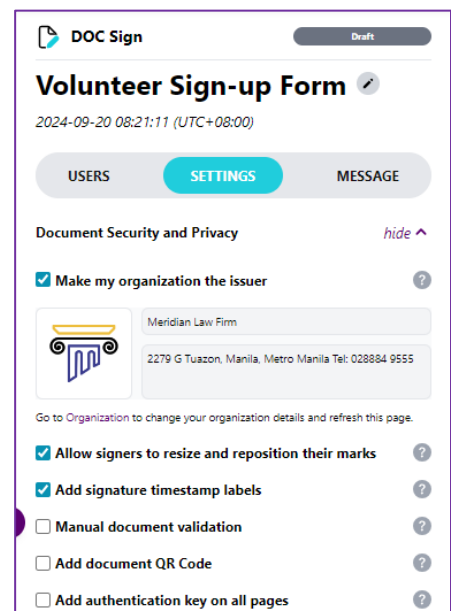 DOC Sign
Draft
Volunteer Sign-up Form
2024-09-20 08:21:11 (UTC+08:00)
USERS
SETTINGS
MESSAGE
Document Security and Privacy
hide
Make my organization the issuer
?
Meridian Law Firm
2279 G Tuazon, Manila, Metro Manila Tel: 028884 9555
Go to Organization to change your organization details and refresh this page.
Allow signers to resize and reposition their marks
?
Add signature timestamp labels
?
Manual document validation
?
Add document QR Code
?
Add authentication key on all pages
?